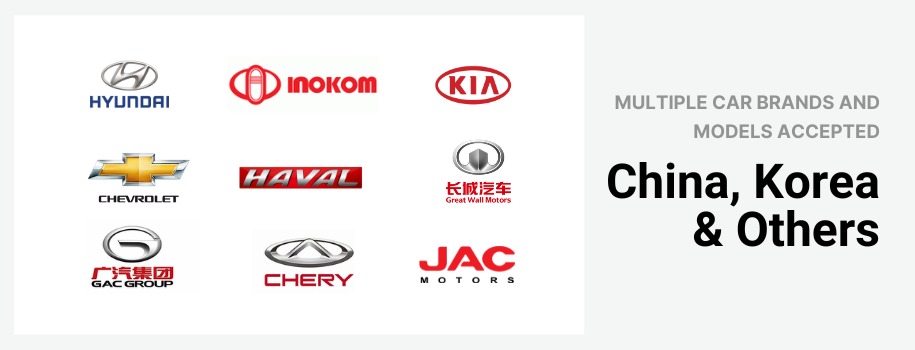 HYUNDAI
INOKOM
KIA
CHEVROLET
HAVAL
长城汽车
Great Wall Motors
广汽集团
GAC GROUP
CHERY
JAC
MOTORS
MULTIPLE CAR BRANDS AND
MODELS ACCEPTED
China, Korea
& Others